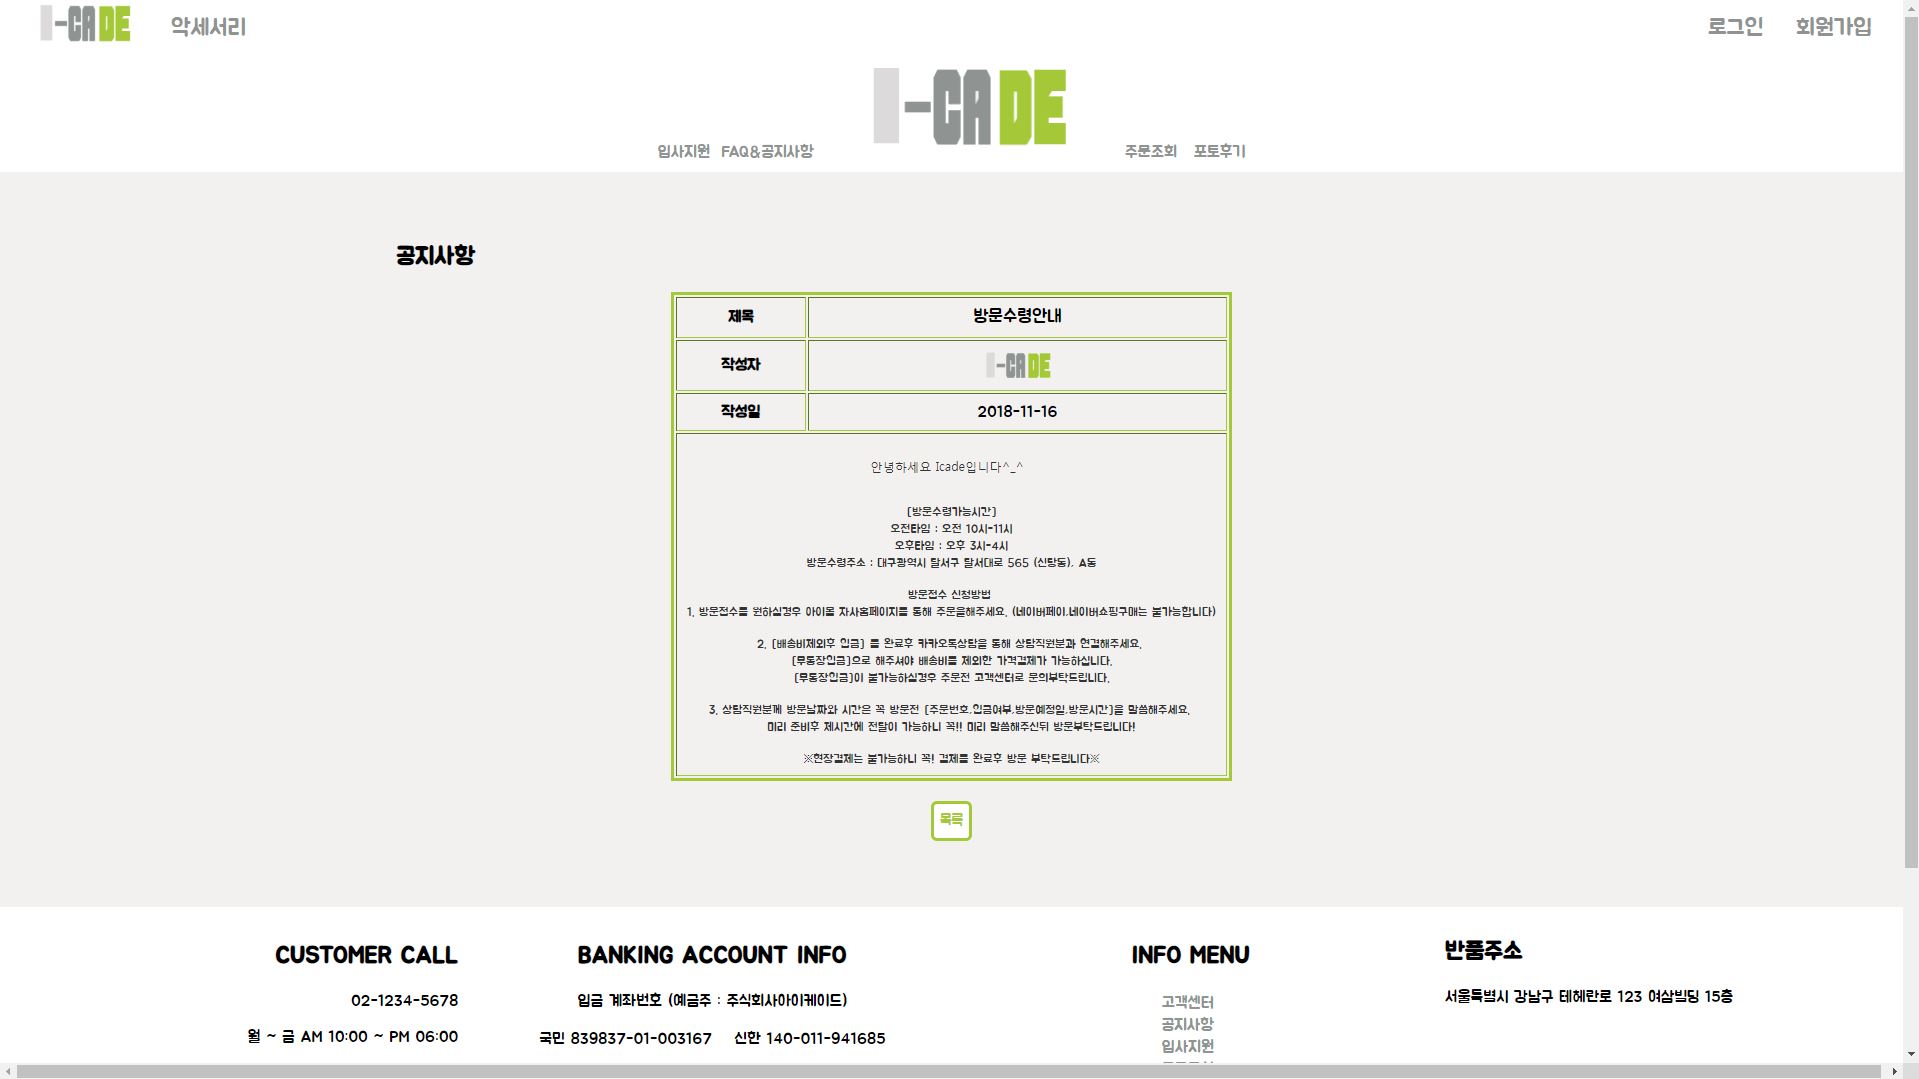 I-CADE 악세서리 로그인 회원가입
I-CADE
입사지원 FAQ&공지사항 주문조회 포토후기
공지사항
제목 방문수령안내
작성자 I-CADE
작성일 2018-11-16
안녕하세요 Icade입니다^_^
[방문수령가능시간]
오전타임 : 오전 10시-11시
오후타임 : 오후 3시-4시
방문수령주소 : 대구광역시 달서구 달서대로 565 (신당동), A동
방문접수 신청방법
1. 방문접수를 원하실경우 아이몰 자사홈페이지를 통해 주문을해주세요. (네이버페이,네이버쇼핑구매는 불가능합니다)
2. [배송비제외후 입금] 를 완료후 카카오톡상담을 통해 상담직원분과 연결해주세요.
[무통장입금]으로 해주셔야 배송비를 제외한 가격결제가 가능하십니다.
[무통장입금]이 불가능하실경우 주문전 고객센터로 문의부탁드립니다.
3. 상담직원분께 방문날짜와 시간은 꼭 방문전 [주문번호,입금여부,방문예정일,방문시간]을 말씀해주세요.
미리 준비후 제시간에 전달이 가능하니 꼭!! 미리 말씀해주신뒤 방문부탁드립니다!
※현장결제는 불가능하니 꼭! 결제를 완료후 방문 부탁드립니다※
목록
CUSTOMER CALL
02-1234-5678
월 ~ 금 AM 10:00 ~ PM 06:00
BANKING ACCOUNT INFO
입금 계좌번호 (예금주 : 주식회사아이케이드)
국민 839837-01-003167 신한 140-011-941685
INFO MENU
고객센터
공지사항
입사지원
반품주소
서울특별시 강남구 테헤란로 123 여삼빌딩 15층